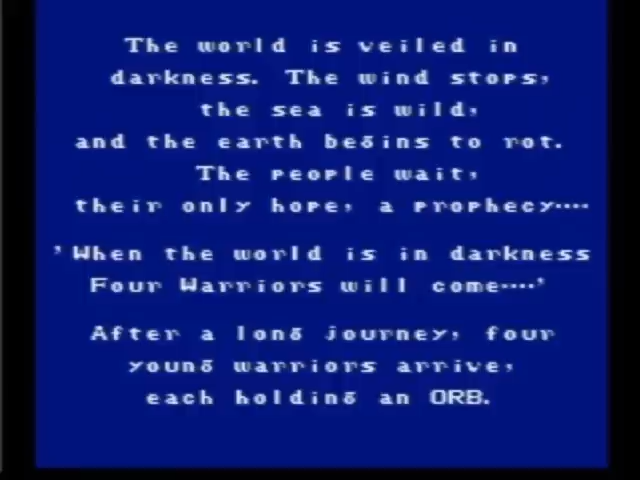 The world is veiled in
darkness. The wind stops,
the sea is wild,
and the earth begins to rot.
The people wait,
their only hope, a prophecy....
'When the world is in darkness
Four Warriors will come....'
After a long journey, four
young warriors arrive,
each holding an ORB.